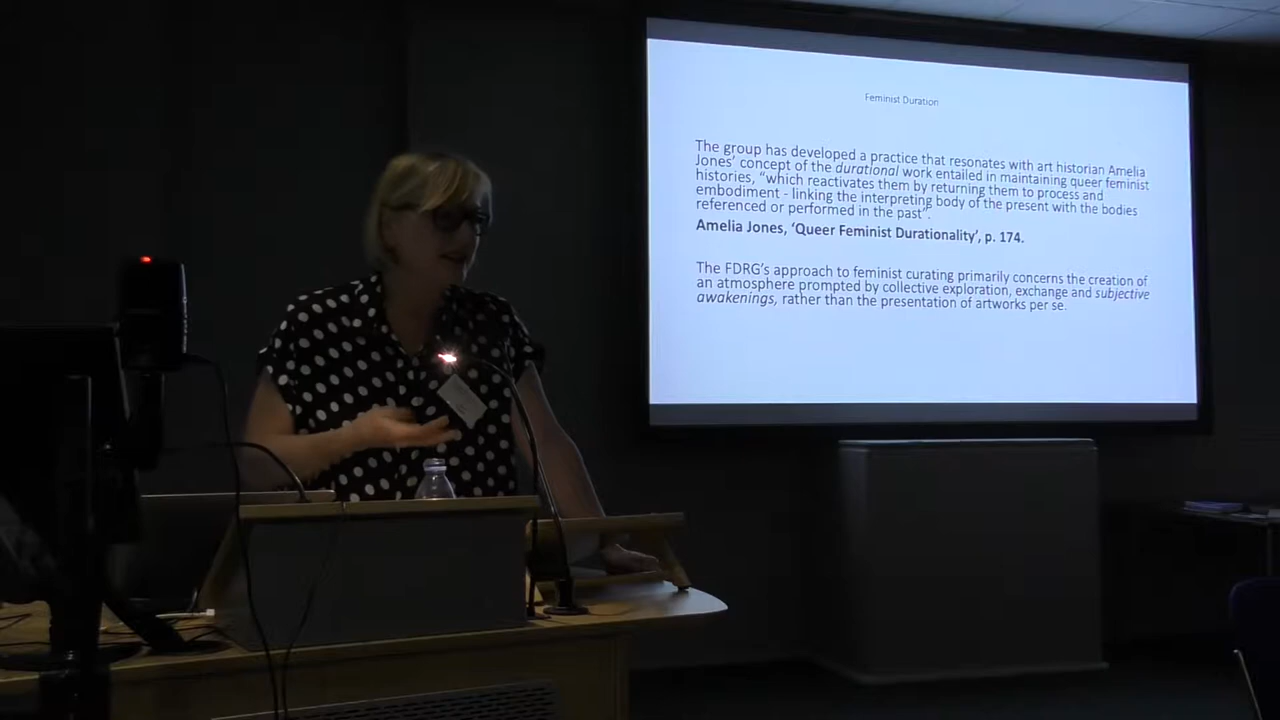 Feminist Duration
The group has developed a practice that resonates with art historian Amelia
Jones' concept of the durational work entailed in maintaining queer feminist
histories, “which reactivates them by returning them to process and
embodiment - linking the interpreting body of the present with the bodies
referenced or performed in the past”.
Amelia Jones, ‘Queer Feminist Durationality’, p. 174.
The FDRG’s approach to feminist curating primarily concerns the creation of
an atmosphere prompted by collective exploration, exchange and subjective
awakenings, rather than the presentation of artworks per se.